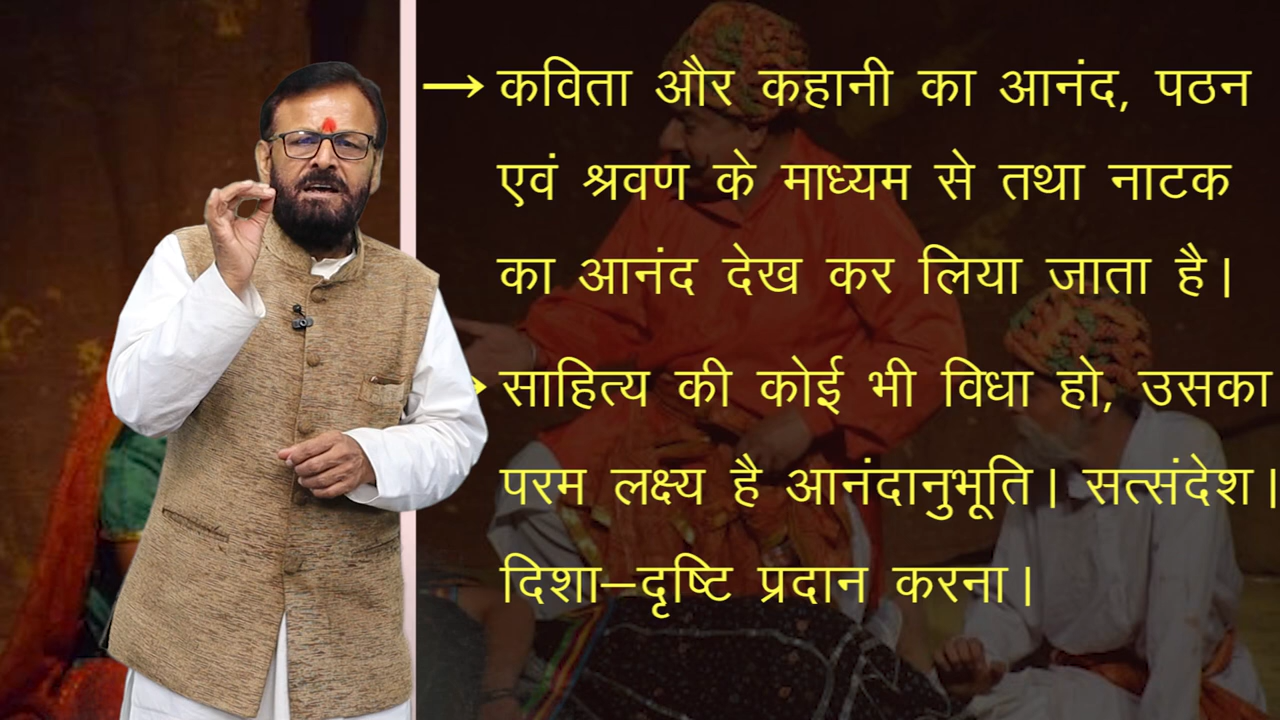 → कविता और कहानी का आनंद, पठन
एवं श्रवण के माध्यम से तथा नाटक
का आनंद देख कर लिया जाता है।
साहित्य की कोई भी विधा हो, उसका
परम लक्ष्य है आनंदानुभूति। सत्संदेश।
दिशा–दृष्टि प्रदान करना।